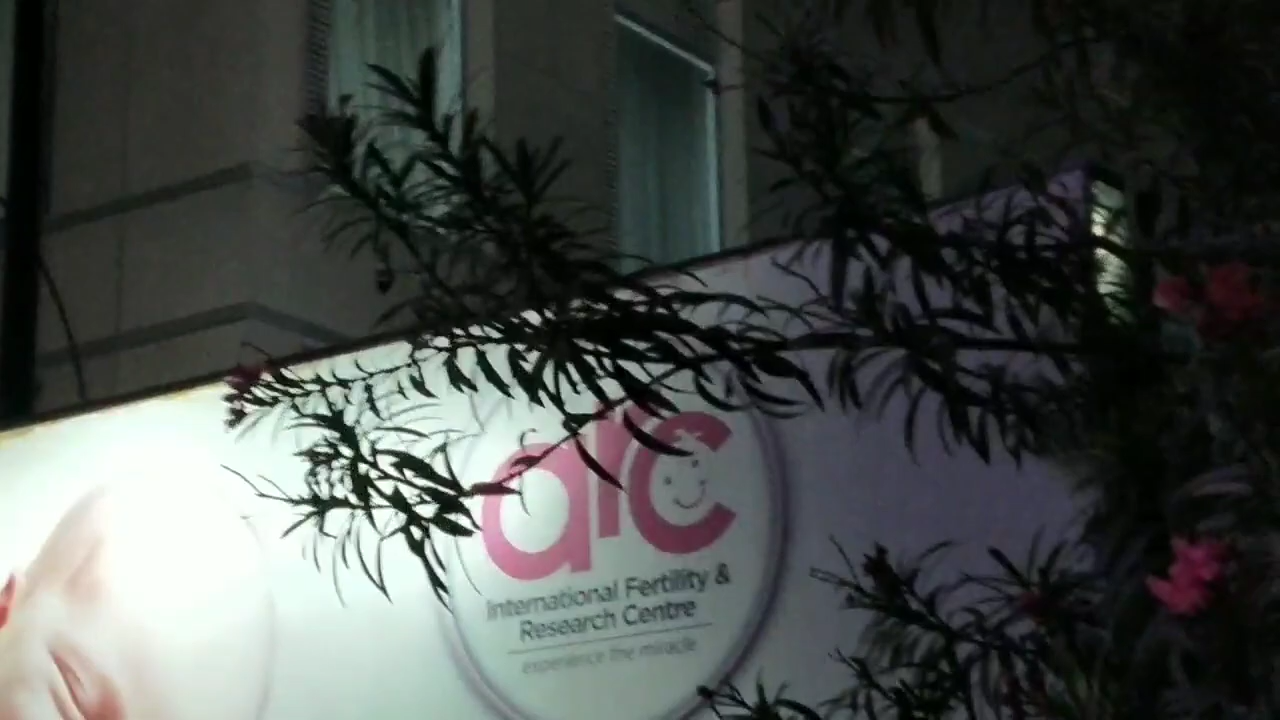 arc
International Fertility &
Research Centre
experience the miracle